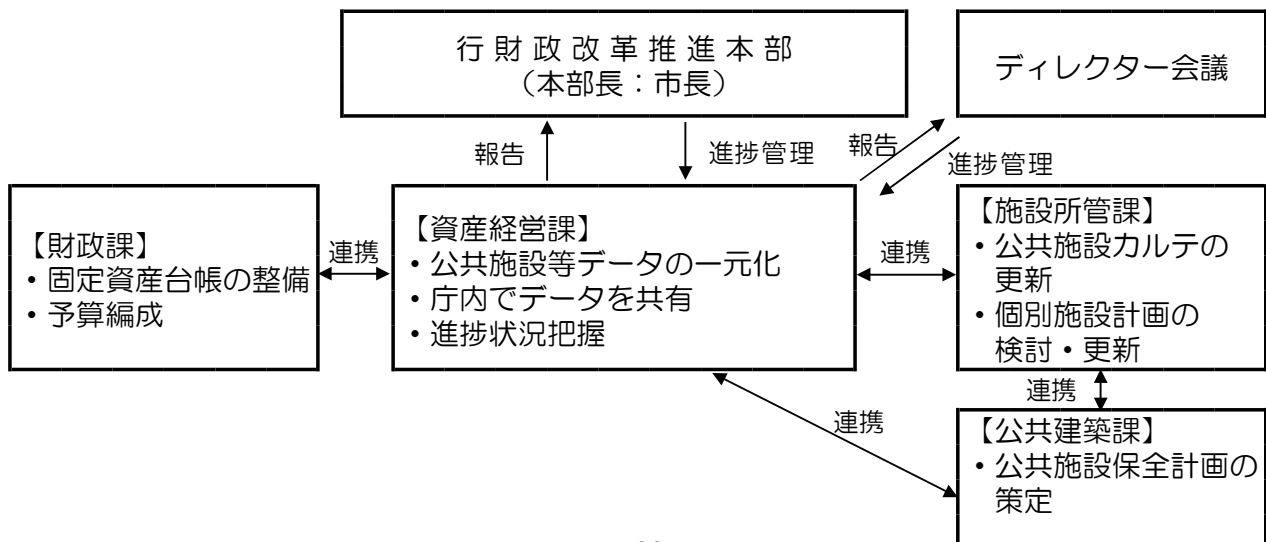 行財政改革推進本部
（本部長：市長）
ディレクター会議
報告
進捗管理
報告
進捗管理
【財政課】
・固定資産台帳の整備
・予算編成
連携
【資産経営課】
・公共施設等データの一元化
・庁内でデータを共有
・進捗状況把握
連携
【施設所管課】
・公共施設カルテの
更新
・個別施設計画の
検討・更新
連携
連携
【公共建築課】
・公共施設保全計画の
策定